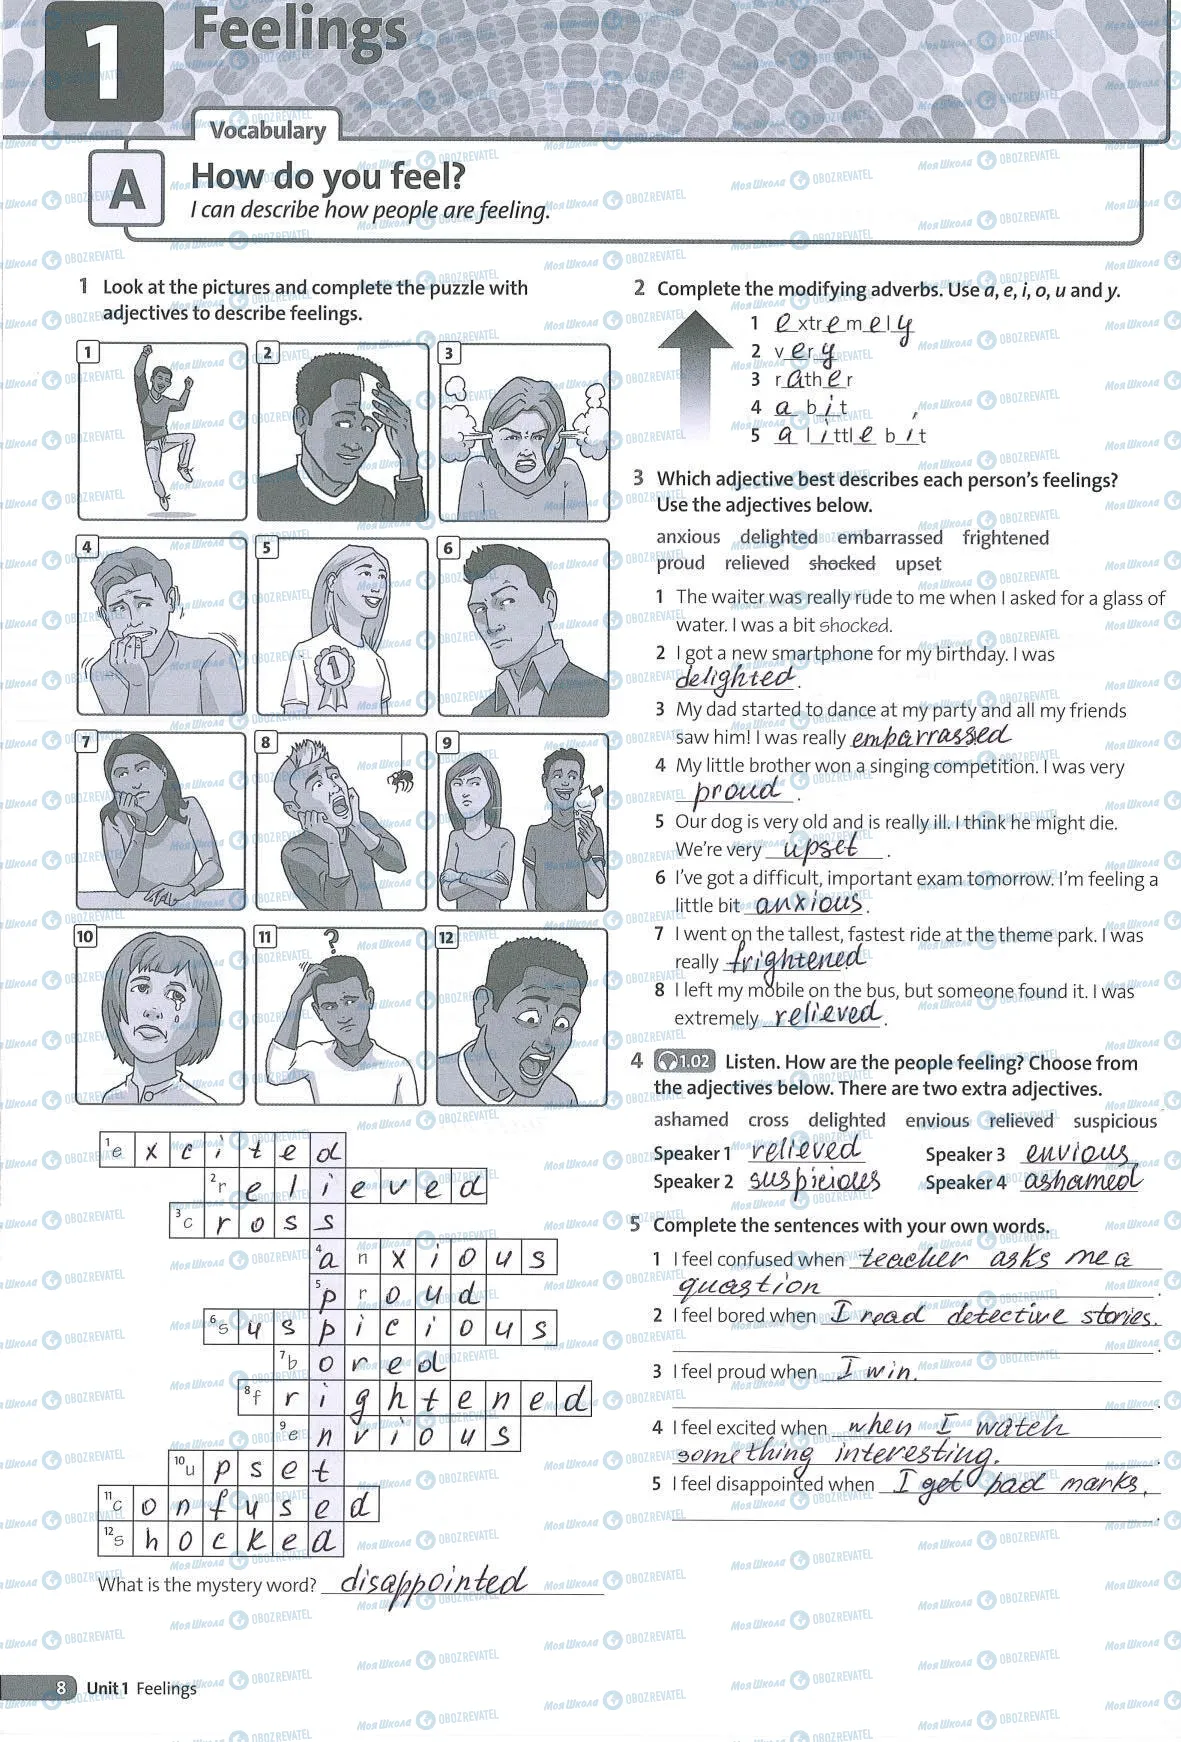 1
Feelings
Vocabulary
A
How do you feel?
I can describe how people are feeling.
1 Look at the pictures and complete the puzzle with
adjectives to describe feelings.
1
2
3
4
5
1
6
7
8
9
10
11
?
12
1 e x c i t e d
2 r e l i e v e d
3 c r o s s
4 a n x i o u s
5 p r o u d
6 s u s p i c i o u s
7 b o r e d
8 f r i g h t e n e d
9 e n v i o u s
10 u p s e t
11 c o n f u s e d
12 s h o c k e d
What is the mystery word? disappointed
2 Complete the modifying adverbs. Use a, e, i, o, u and y.
1 extremely
2 very
3 rather
4 a bit
5 a little bit
3 Which adjective best describes each person's feelings?
Use the adjectives below.
anxious delighted embarrassed frightened
proud relieved shocked upset
1 The waiter was really rude to me when I asked for a glass of
water. I was a bit shocked.
2 I got a new smartphone for my birthday. I was
delighted.
3 My dad started to dance at my party and all my friends
saw him! I was really embarrassed
4 My little brother won a singing competition. I was very
proud.
5 Our dog is very old and is really ill. I think he might die.
We're very upset.
6 I've got a difficult, important exam tomorrow. I'm feeling a
little bit anxious.
7 I went on the tallest, fastest ride at the theme park. I was
really frightened
8 I left my mobile on the bus, but someone found it. I was
extremely relieved.
4 1.02 Listen. How are the people feeling? Choose from
the adjectives below. There are two extra adjectives.
ashamed cross delighted envious relieved suspicious
Speaker 1 relieved Speaker 3 envious
Speaker 2 suspicious Speaker 4 ashamed
5 Complete the sentences with your own words.
1 I feel confused when teacher asks me a
quastion.
2 I feel bored when I read detective stories.
.
3 I feel proud when I win.
.
4 I feel excited when when I watch
something interesting.
5 I feel disappointed when I get bad marks.
.
8 Unit 1 Feelings
МояШкола OBOZREVATEL